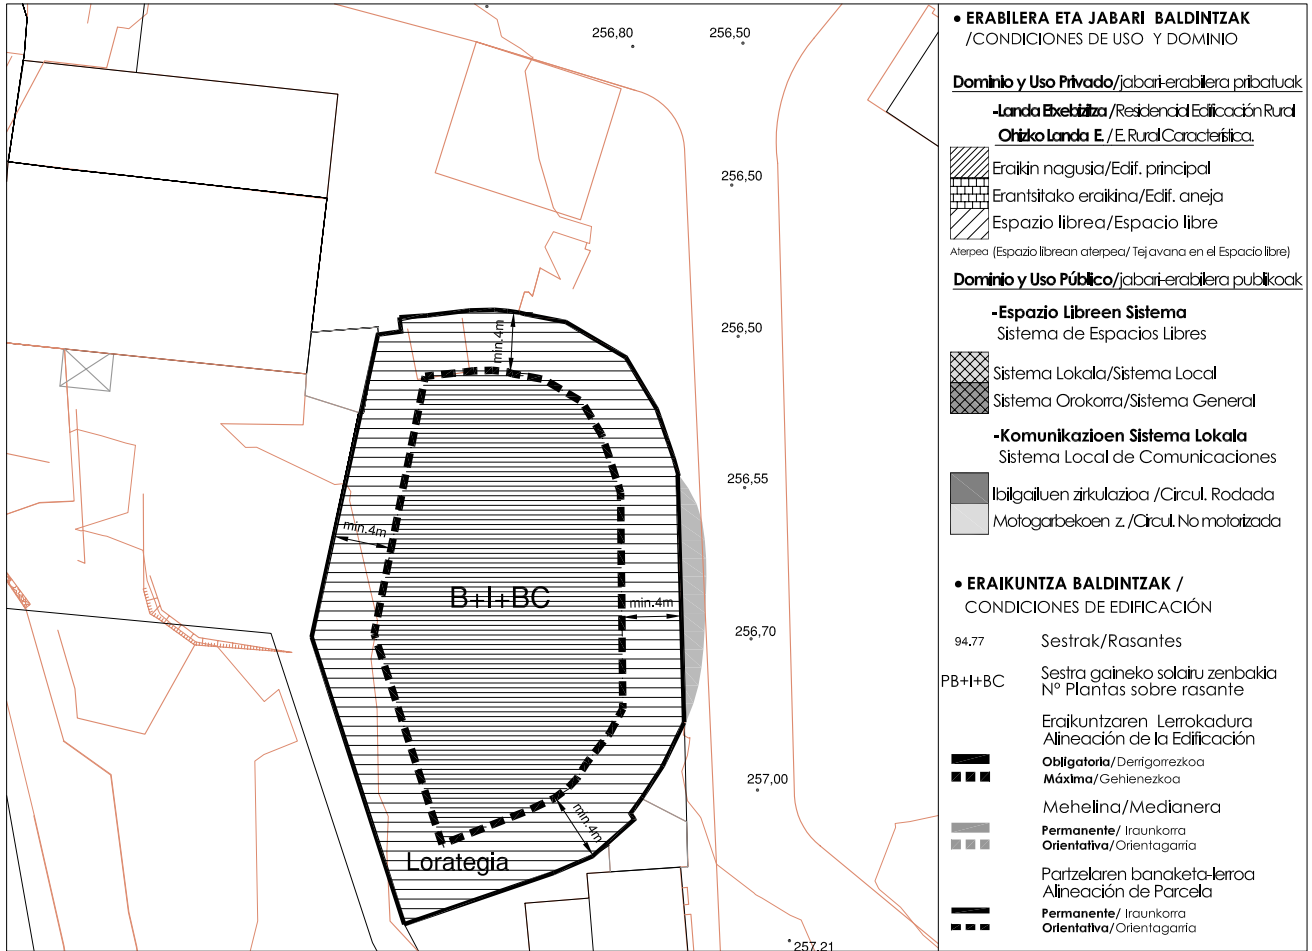 256,80
256,50
256,50
256,50
256,55
256,70
257,00
257,21
min.4m
min.4m
min.4m
min.4m
B+I+BC
Lorategia
• ERABILERA ETA JABARI BALDINTZAK
/CONDICIONES DE USO Y DOMINIO
Dominio y Uso Privado/jabari-erabilera pribatuak
-Landa Etxebizitza/Residencial Edificación Rural
Ohizko Landa E./E. Rural Característica.
Eraikin nagusia/Edif. principal
Erantsitako eraikina/Edif. aneja
Espazio librea/Espacio libre
Aterpea (Espazio librean aterpea/ Tejavana en el Espacio libre)
Dominio y Uso Público/jabari-erabilera publikoak
-Espazio Libreen Sistema
Sistema de Espacios Libres
Sistema Lokala/Sistema Local
Sistema Orokorra/Sistema General
-Komunikazioen Sistema Lokala
Sistema Local de Comunicaciones
Ibilgailuen zirkulazioa /Circul. Rodada
Motogarbekoen z./Circul. No motorizada
• ERAIKUNTZA BALDINTZAK /
CONDICIONES DE EDIFICACIÓN
94.77 Sestrak/Rasantes
PB+I+BC Sestra gaineko solairu zenbakia
Nº Plantas sobre rasante
Eraikuntzaren Lerrokadura
Alineación de la Edificación
Obligatoria/Derrigorrezkoa
Máxima/Gehienezkoa
Mehelina/Medianera
Permanente/ Iraunkorra
Orientativa/Orientagarria
Partzelaren banaketa-lerroa
Alineación de Parcela
Permanente/ Iraunkorra
Orientativa/Orientagarria